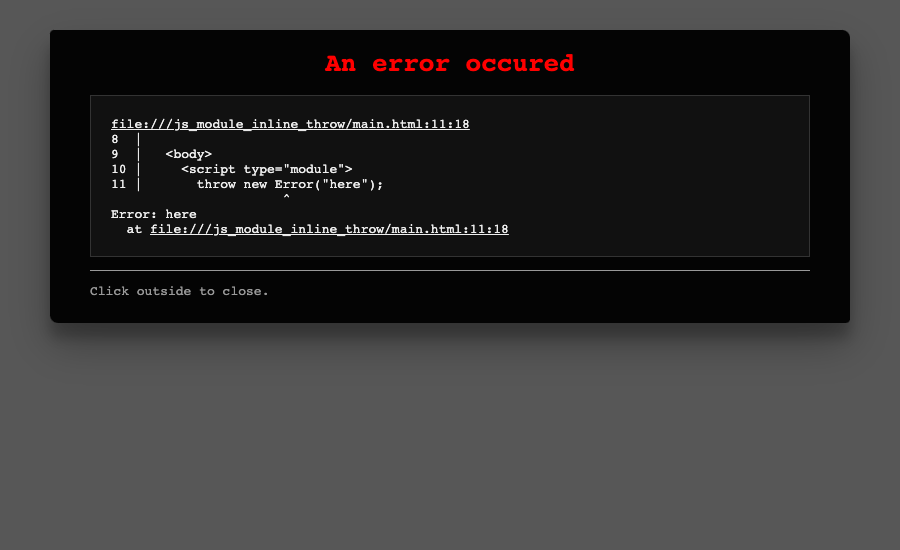 An error occured
file:///js_module_inline_throw/main.html:11:18
8  |
9  |   <body>
10 |     <script type="module">
11 |       throw new Error("here");
                      ^
Error: here
  at file:///js_module_inline_throw/main.html:11:18
Click outside to close.